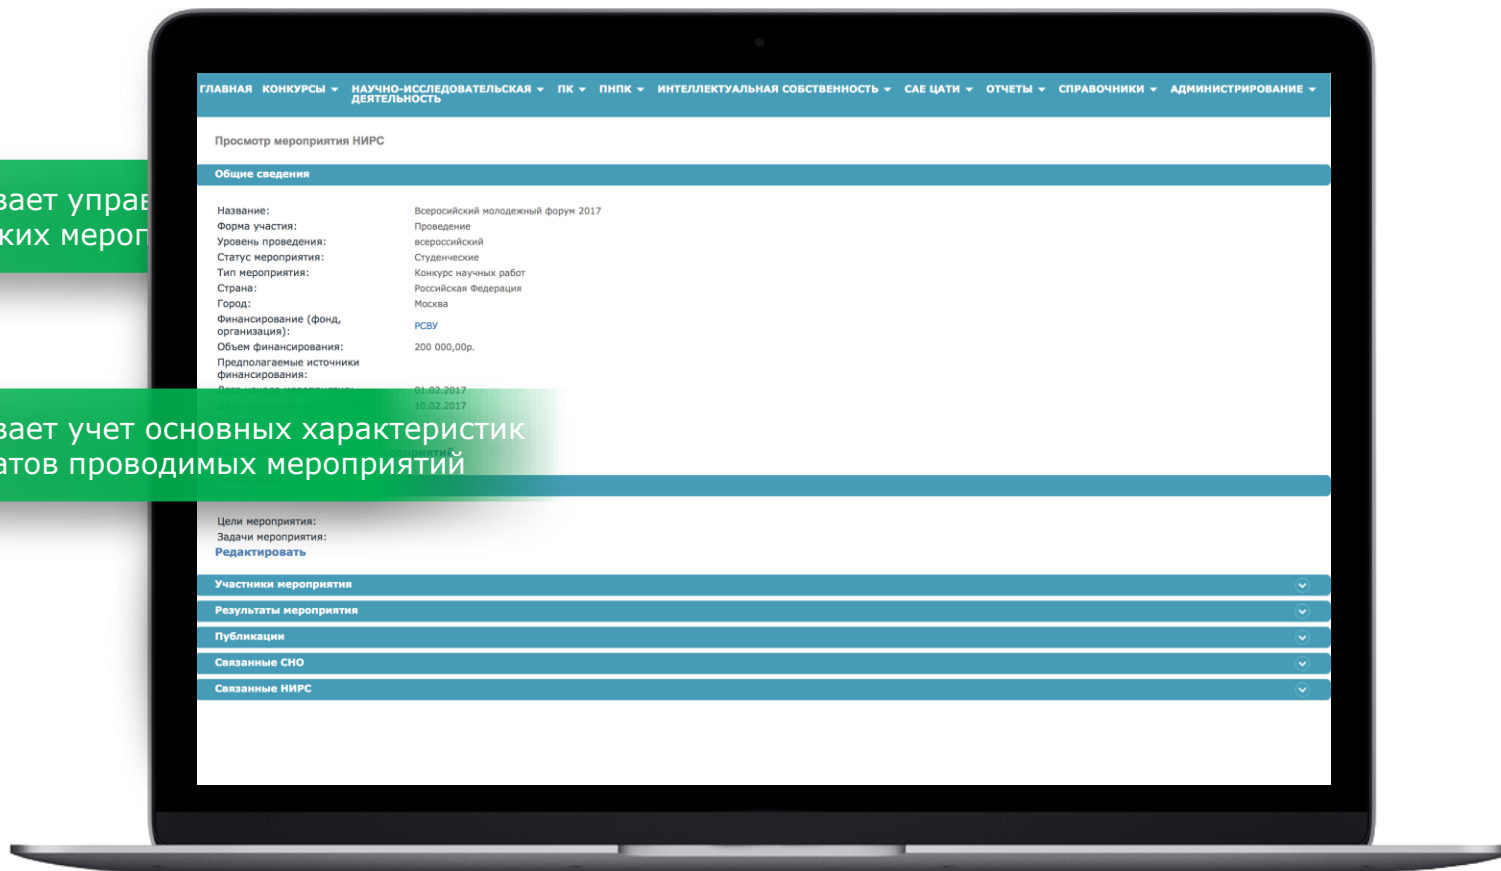 ГЛАВНАЯ КОНКУРСЫ НАУЧНО-ИССЛЕДОВАТЕЛЬСКАЯ ДЕЯТЕЛЬНОСТЬ ПК ПНПК ИНТЕЛЛЕКТУАЛЬНАЯ СОБСТВЕННОСТЬ САЕ ЦАТИ ОТЧЕТЫ СПРАВОЧНИКИ АДМИНИСТРИРОВАНИЕ
Просмотр мероприятия НИРС
Общие сведения
вает управ
ких мероп
Название: Всероссийский молодежный форум 2017
Форма участия: Проведение
Уровень проведения: всероссийский
Статус мероприятия: Студенческие
Тип мероприятия: Конкурс научных работ
Страна: Российская Федерация
Город: Москва
Финансирование (фонд,
организация): РСВУ
Объем финансирования: 200 000,00р.
Предполагаемые источники
финансирования:
01.02.2017
10.02.2017
вает учет основных характеристик
атов проводимых мероприятий
Цели мероприятия:
Задачи мероприятия:
Редактировать
Участники мероприятия
Результаты мероприятия
Публикации
Связанные СНО
Связанные НИРС